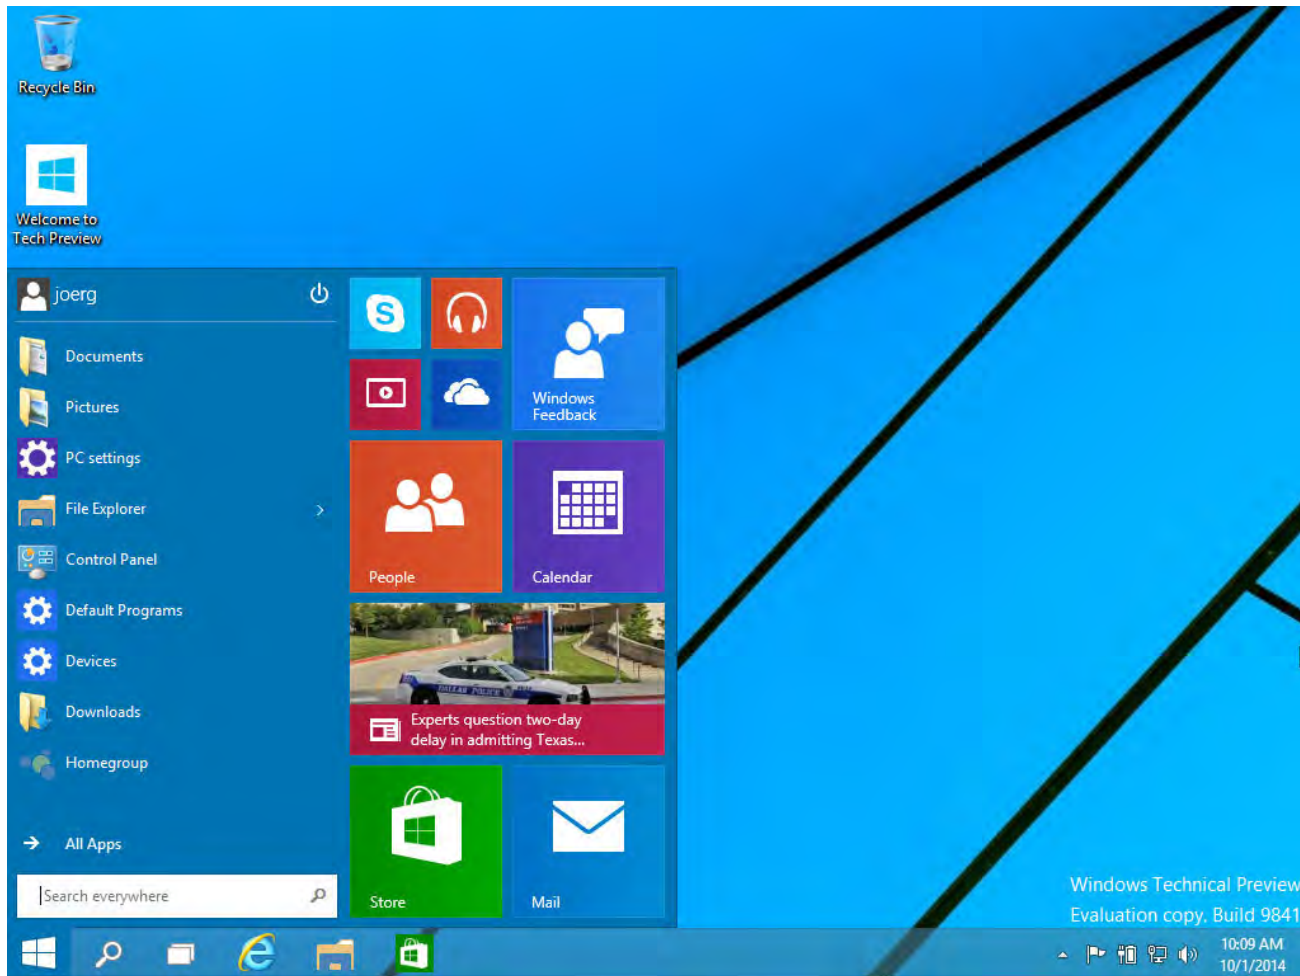 Recycle Bin
Welcome to
Tech Preview
joerg
Documents
Pictures
PC settings
File Explorer
Control Panel
Default Programs
Devices
Downloads
Homegroup
All Apps
Search everywhere
S
Windows
Feedback
People
Calendar
DALLAS POLICE
Experts question two-day
delay in admitting Texas...
Store
Mail
Windows Technical Preview
Evaluation copy. Build 9841
10:09 AM
10/1/2014